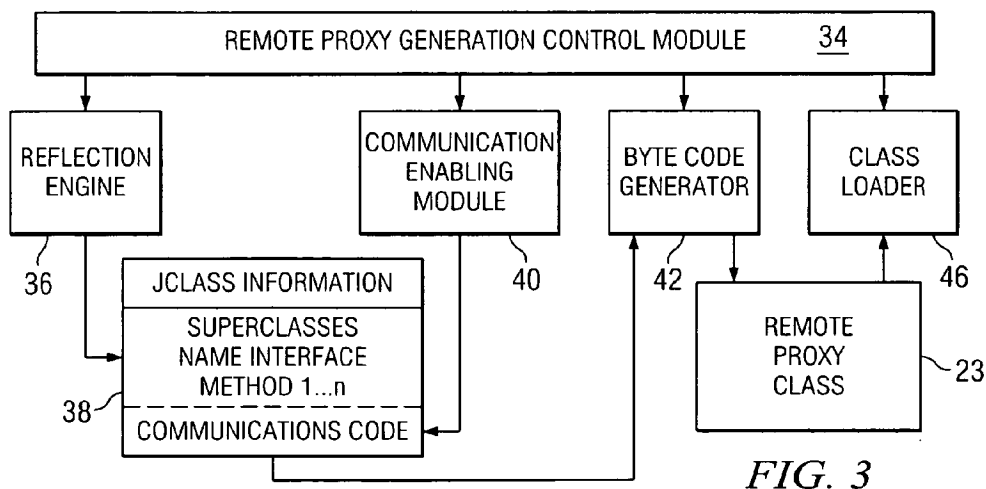 REMOTE PROXY GENERATION CONTROL MODULE 34
REFLECTION
ENGINE
36
COMMUNICATION
ENABLING
MODULE
40
BYTE CODE
GENERATOR
42
CLASS
LOADER
46
JCLASS INFORMATION
SUPERCLASSES
NAME INTERFACE
METHOD 1...n
38
COMMUNICATIONS CODE
REMOTE
PROXY
CLASS
23
FIG. 3